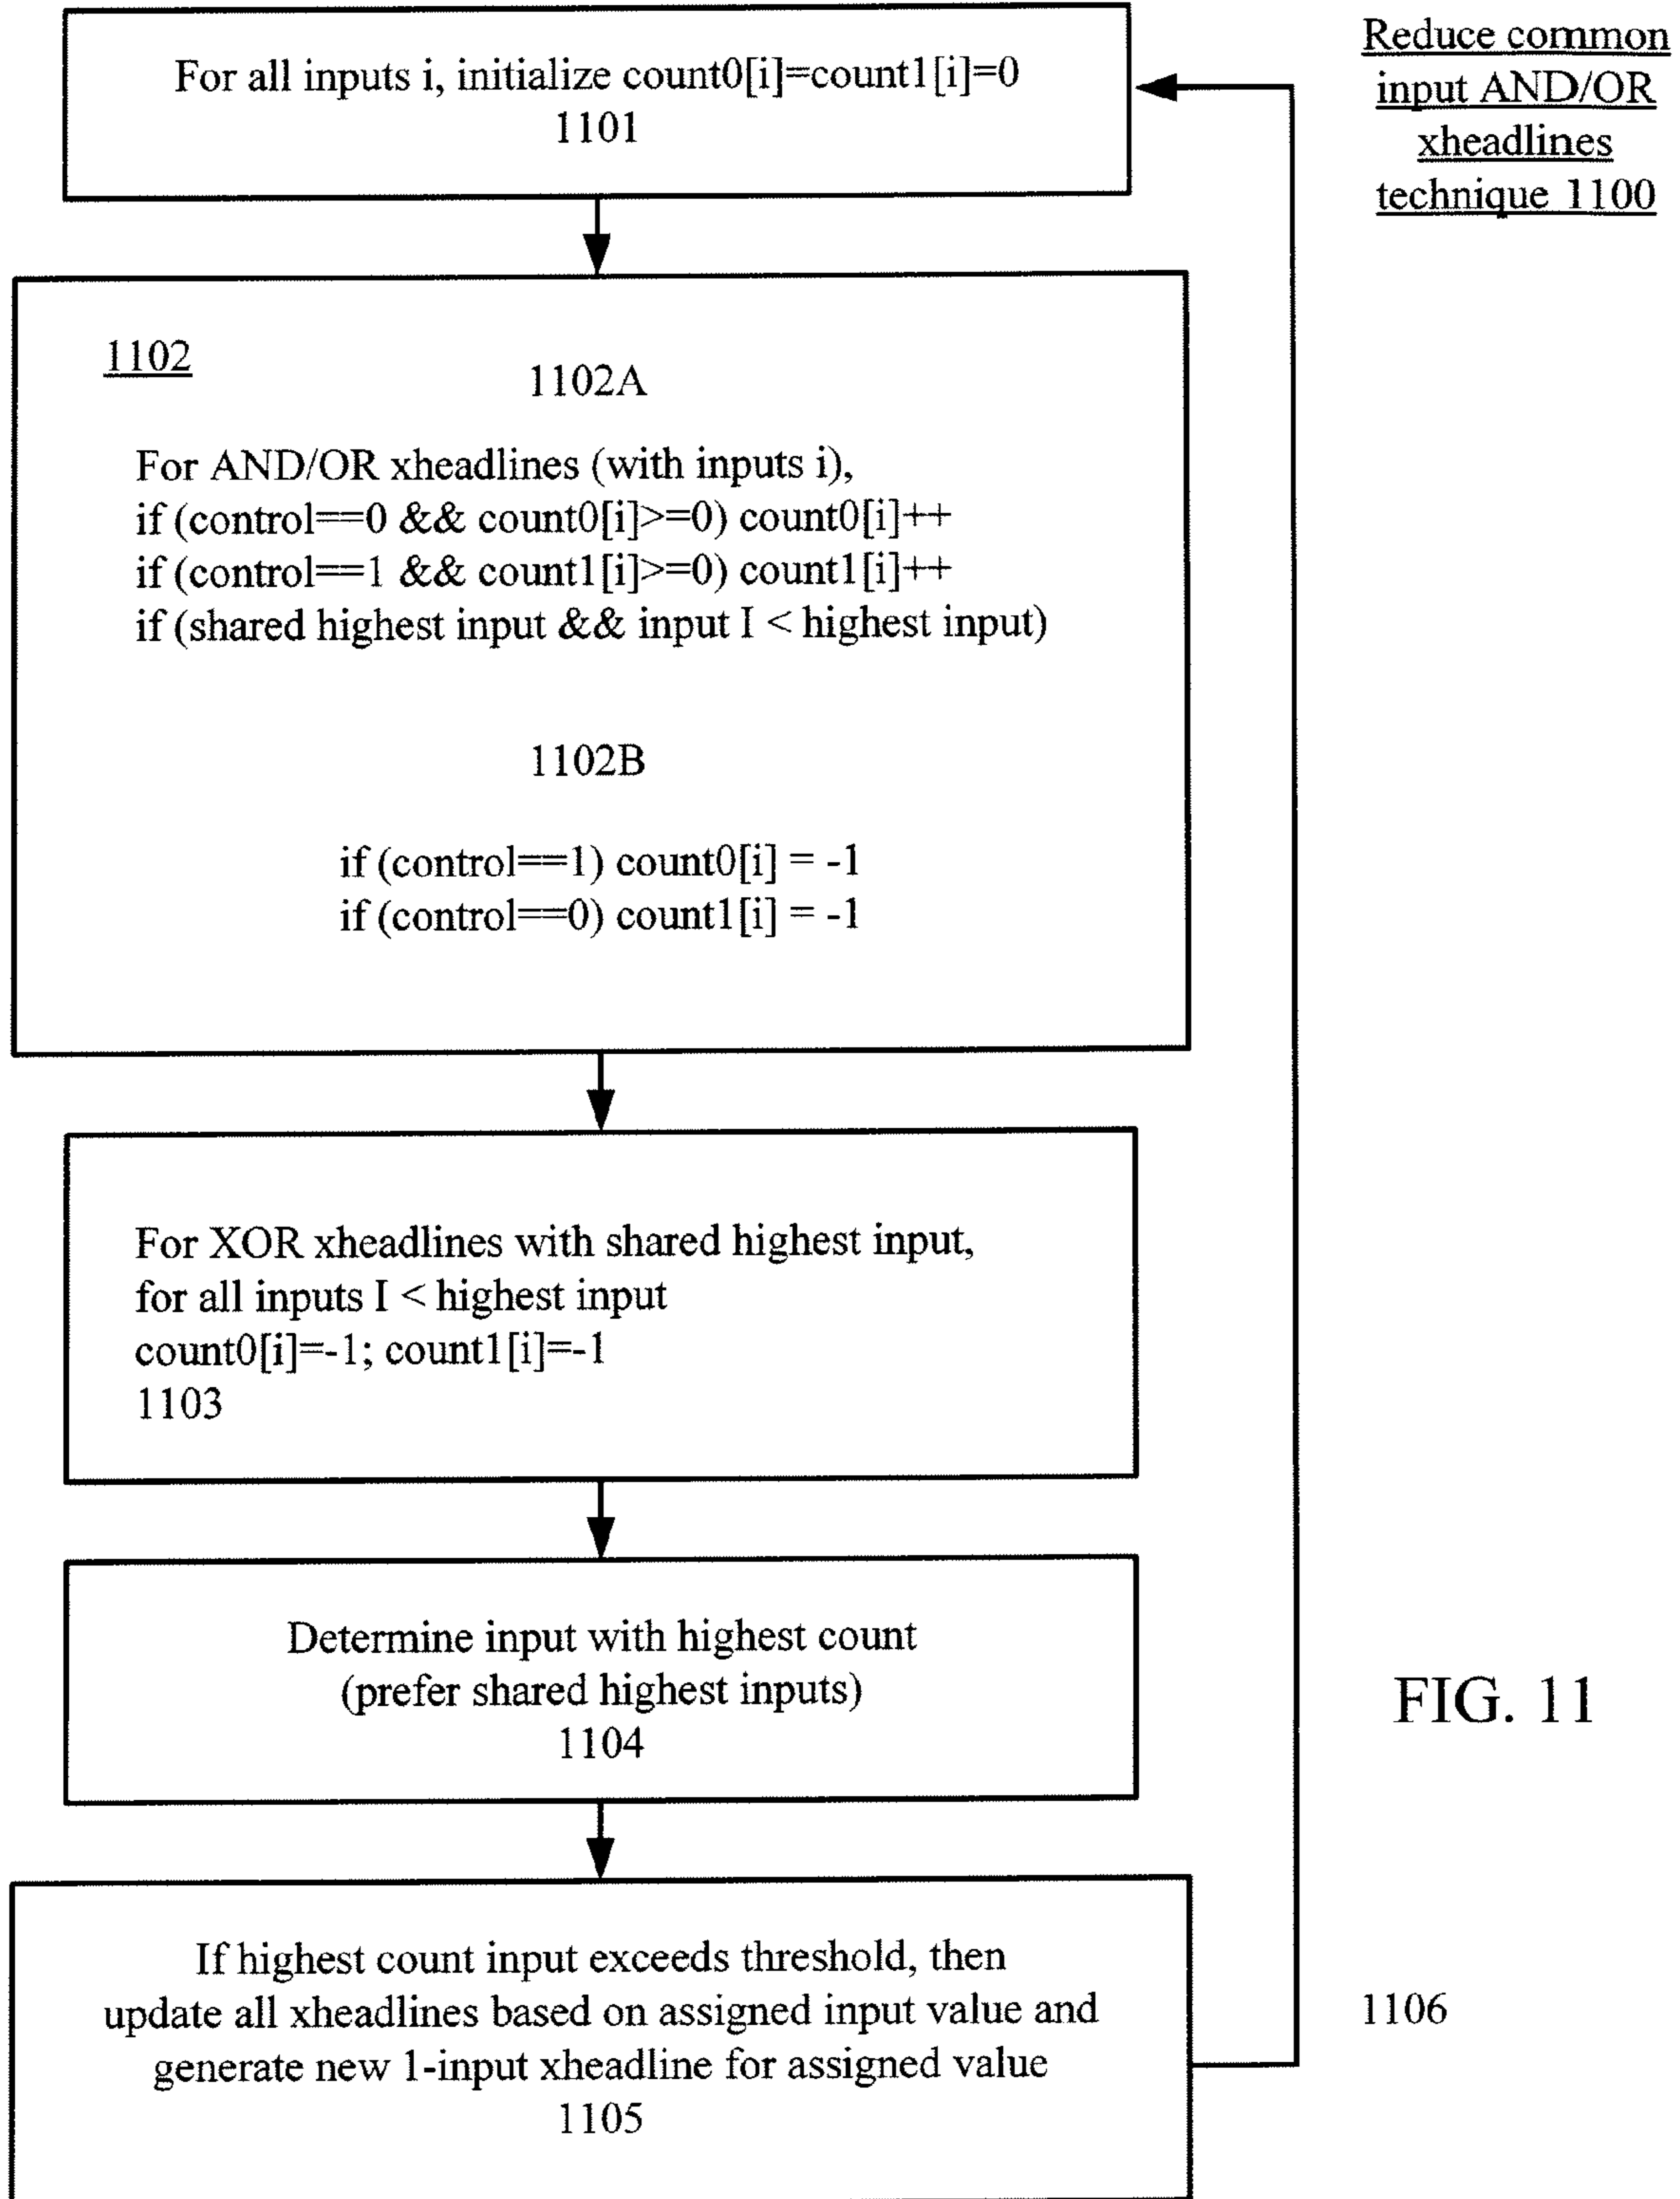 For all inputs i, initialize count0[i]=count1[i]=0
1101
Reduce common
input AND/OR
xheadlines
technique 1100
1102
1102A
For AND/OR xheadlines (with inputs i),
if (control==0 && count0[i]>=0) count0[i]++
if (control==1 && count1[i]>=0) count1[i]++
if (shared highest input && input I < highest input)
1102B
if (control==1) count0[i] = -1
if (control==0) count1[i] = -1
For XOR xheadlines with shared highest input,
for all inputs I < highest input
count0[i]=-1; count1[i]=-1
1103
Determine input with highest count
(prefer shared highest inputs)
1104
FIG. 11
If highest count input exceeds threshold, then
update all xheadlines based on assigned input value and
generate new 1-input xheadline for assigned value
1105
1106